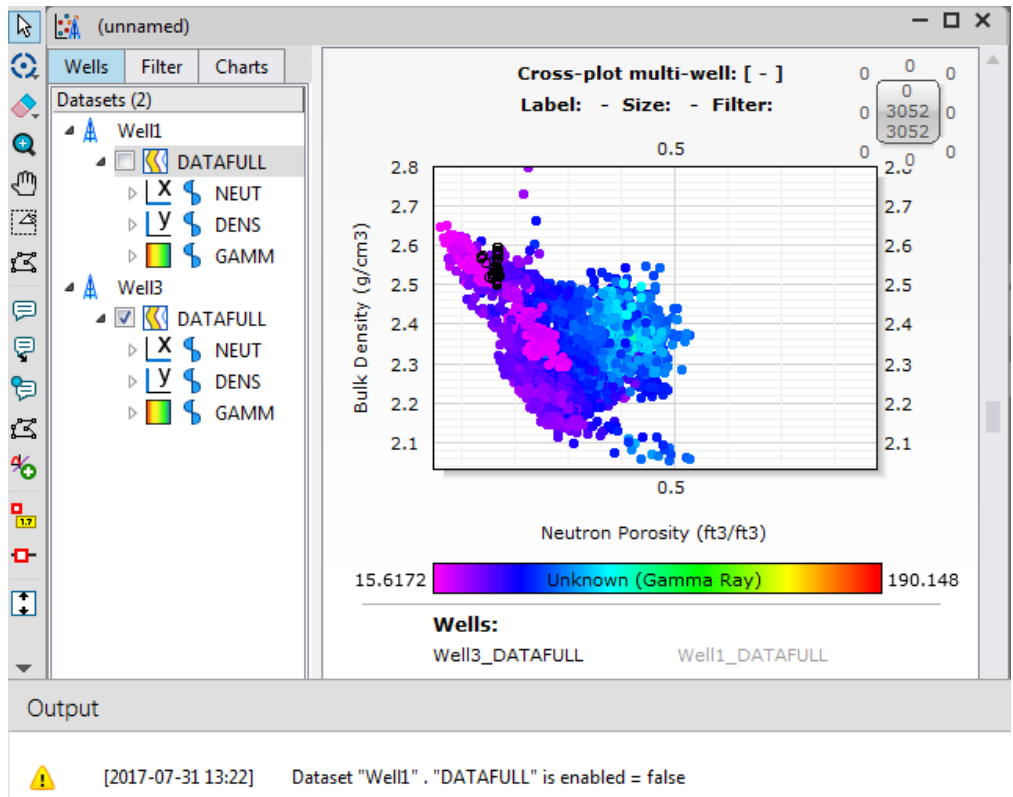 (unnamed)
Wells Filter Charts
Datasets (2)
Well1
DATAFULL
X NEUT
y DENS
GAMM
Well3
DATAFULL
X NEUT
y DENS
GAMM
1.7
Cross-plot multi-well: [ - ]
Label: - Size: - Filter:
0 0 0
0 0 0
3052
3052
0 0 0
0.5
2.8
2.7 2.7
2.6 2.6
2.5 2.5
2.4 2.4
2.3 2.3
2.2 2.2
2.1 2.1
Bulk Density (g/cm3)
0.5
Neutron Porosity (ft3/ft3)
15.6172 Unknown (Gamma Ray) 190.148
Wells:
Well3_DATAFULL Well1_DATAFULL
Output
[2017-07-31 13:22] Dataset "Well1" . "DATAFULL" is enabled = false